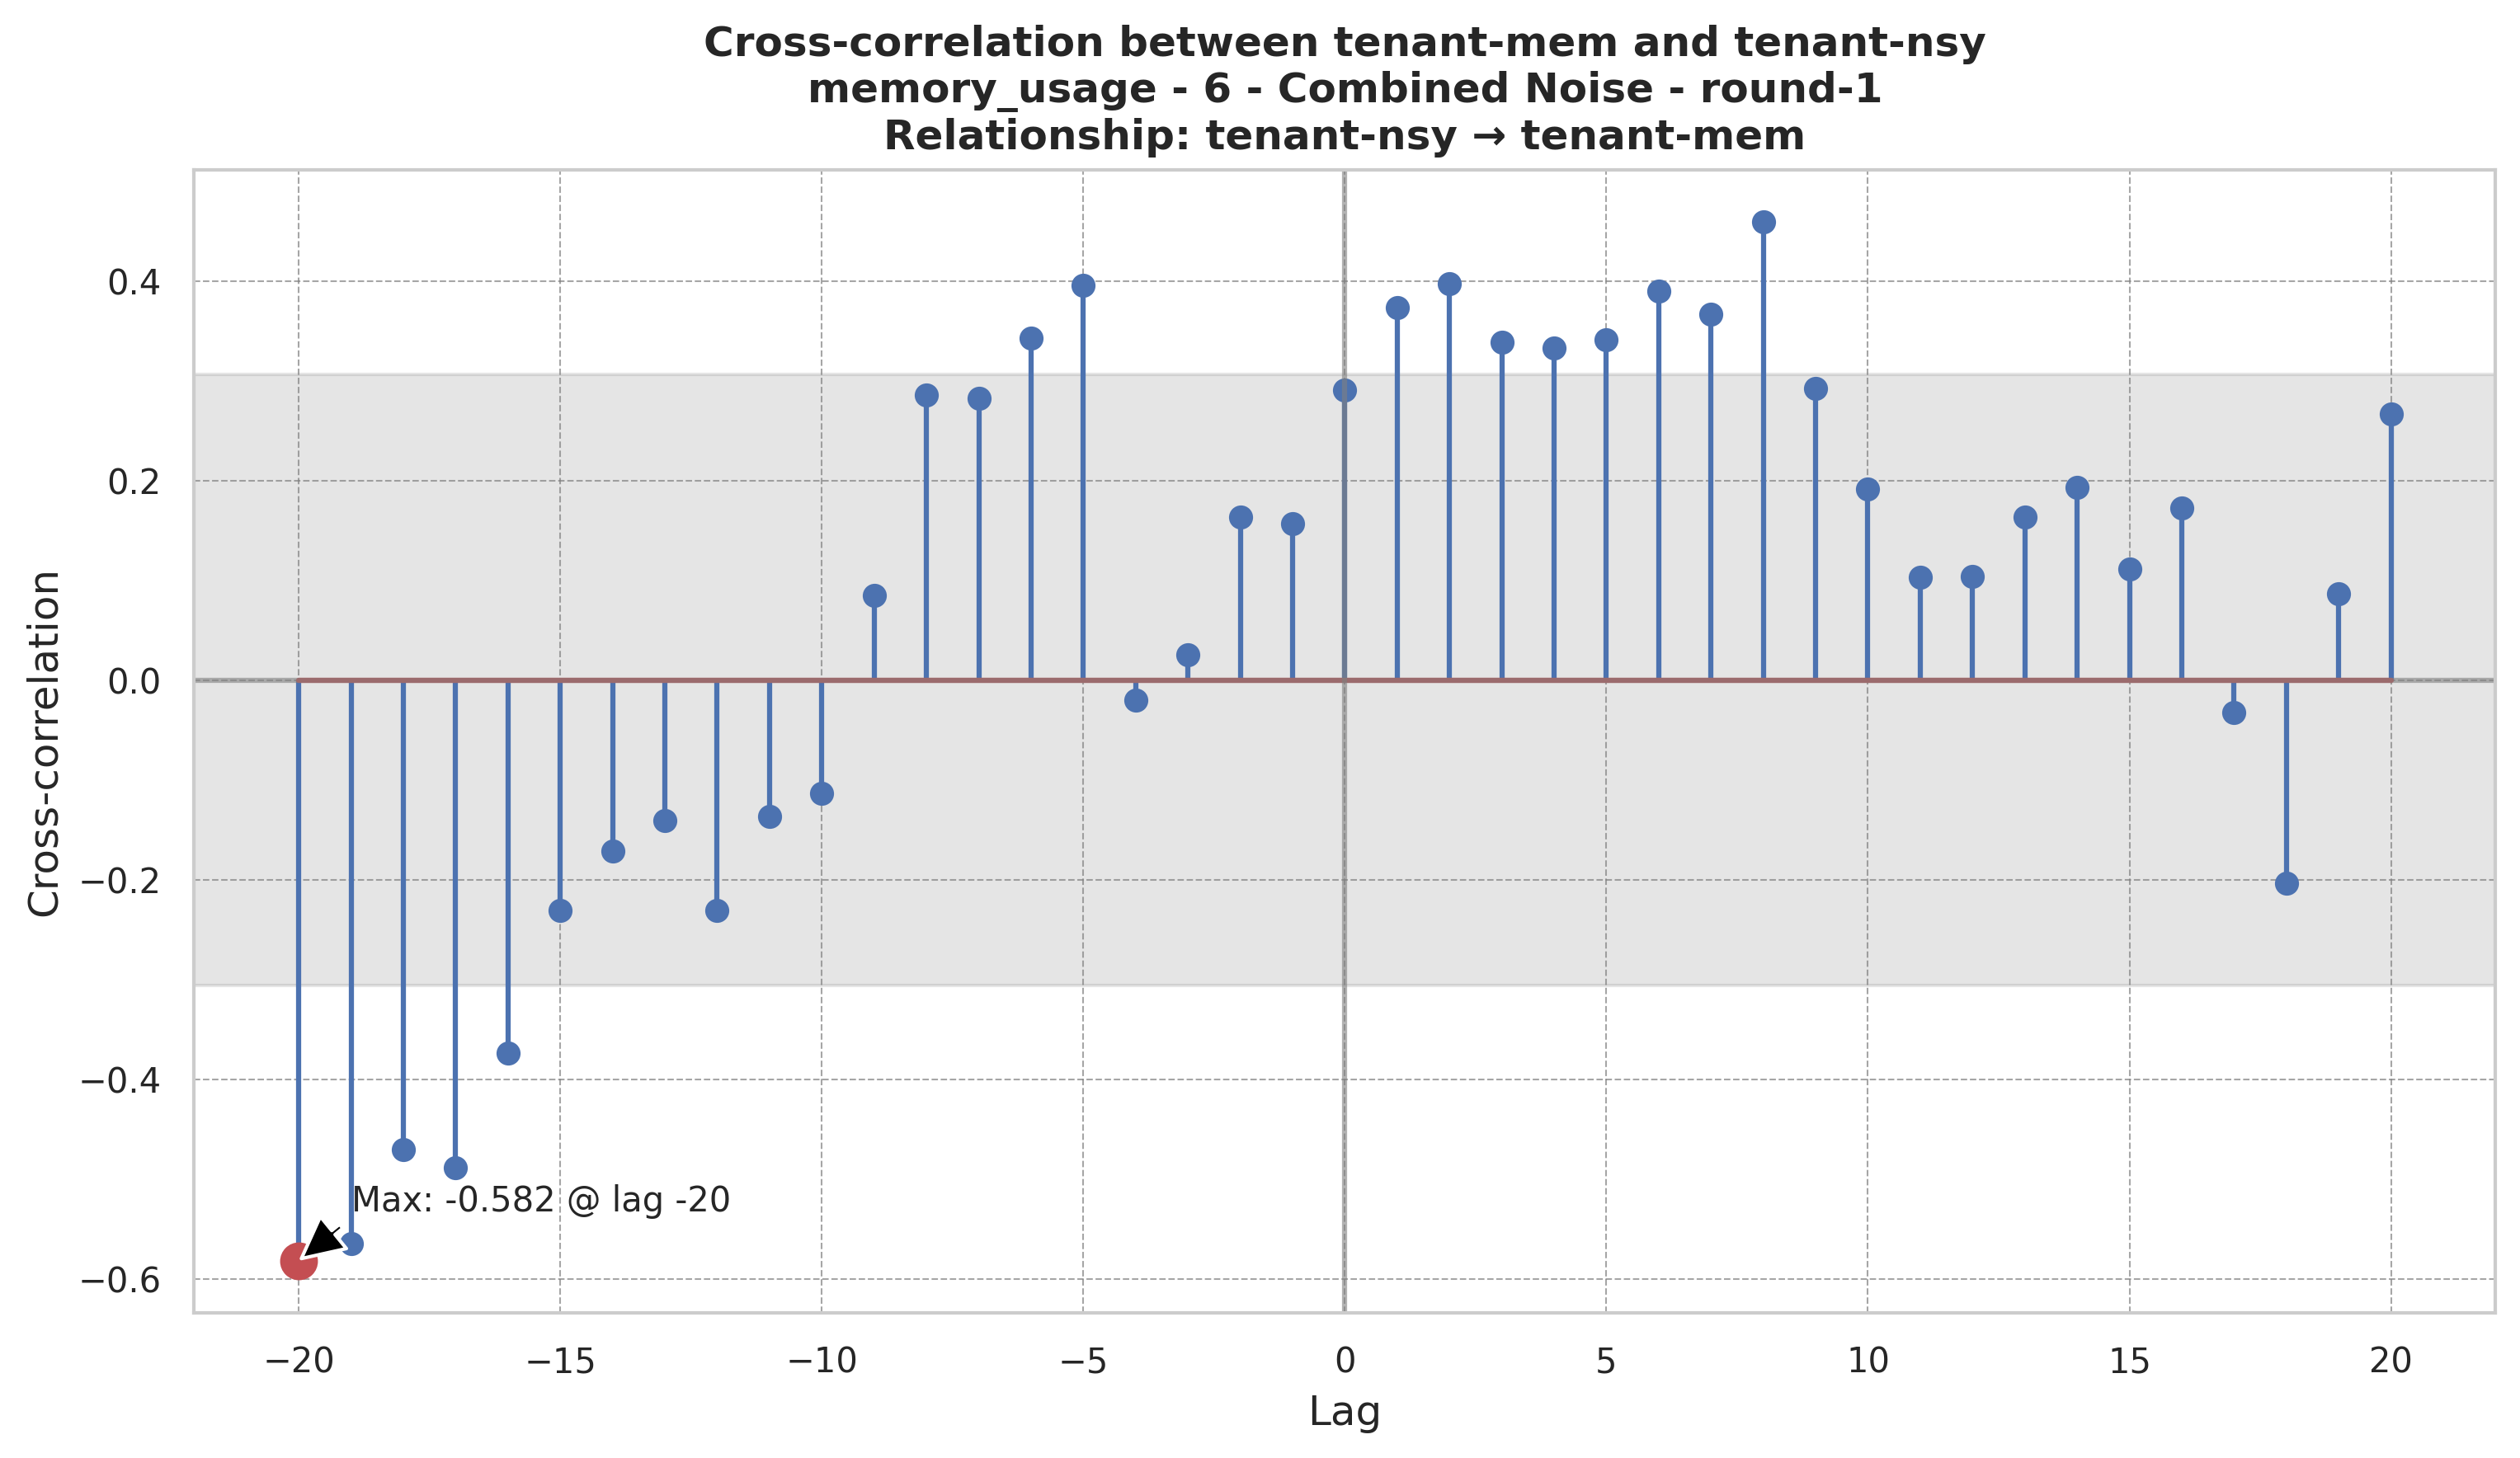 Cross-correlation between tenant-mem and tenant-nsy
memory_usage - 6 - Combined Noise - round-1
Relationship: tenant-nsy → tenant-mem
Cross-correlation
0.4
0.2
0.0
−0.2
−0.4
−0.6
Max: -0.582 @ lag -20
−20
−15
−10
−5
0
5
10
15
20
Lag